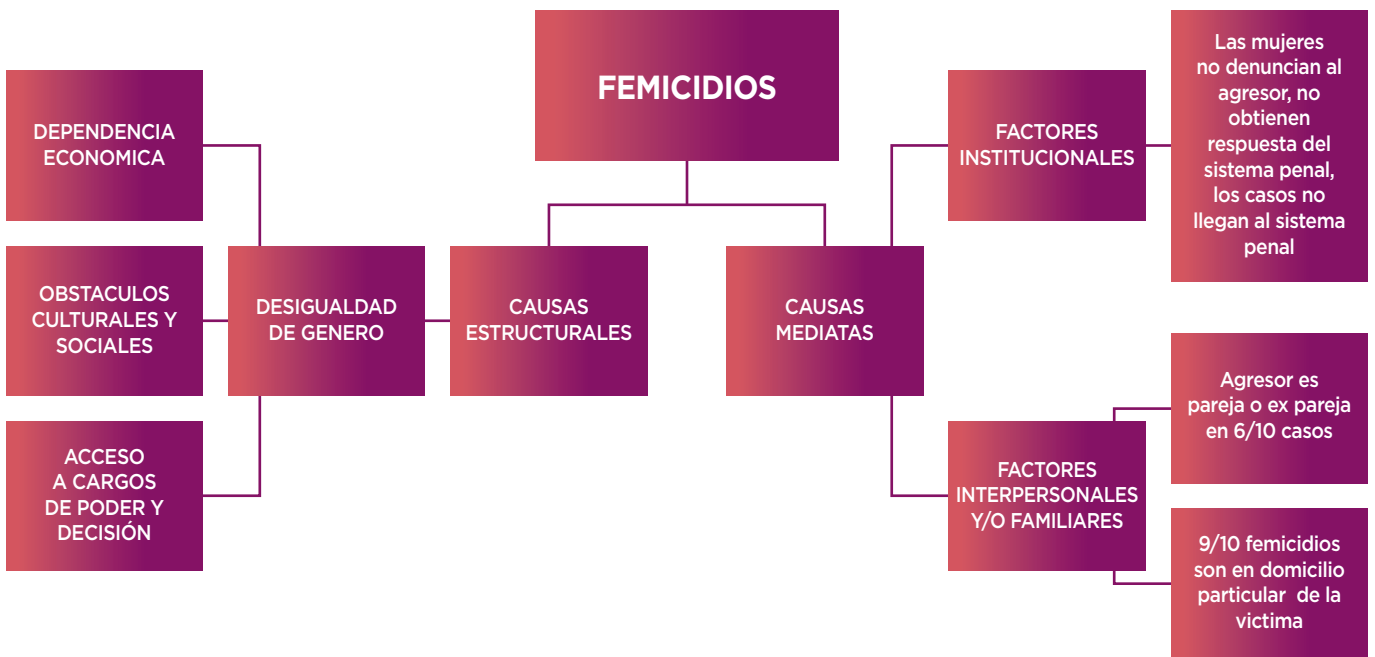 FEMICIDIOS
DEPENDENCIA
ECONOMICA
OBSTACULOS
CULTURALES Y
SOCIALES
ACCESO
A CARGOS
DE PODER Y
DECISIÓN
DESIGUALDAD
DE GENERO
CAUSAS
ESTRUCTURALES
CAUSAS
MEDIATAS
FACTORES
INSTITUCIONALES
Las mujeres
no denuncian al
agresor, no
obtienen
respuesta del
sistema penal,
los casos no
llegan al sistema
penal
FACTORES
INTERPERSONALES
Y/O FAMILIARES
Agresor es
pareja o ex pareja
en 6/10 casos
9/10 femicidios
son en domicilio
particular de la
victima